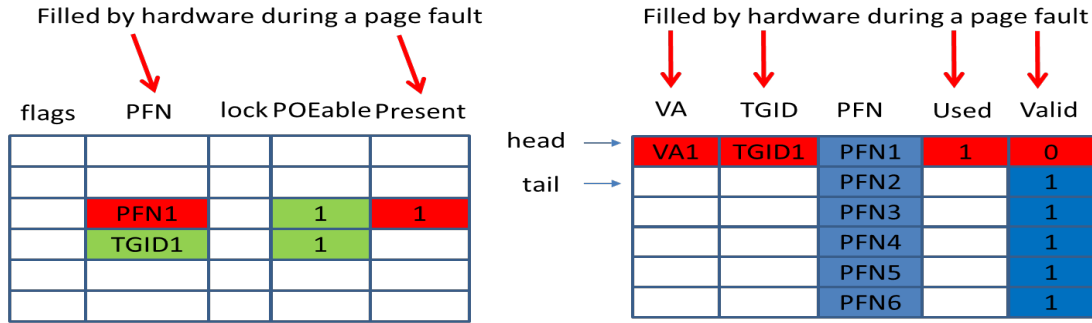 Filled by hardware during a page fault
flags PFN lock POEable Present
PFN1 1 1
TGID1 1
Filled by hardware during a page fault
VA TGID PFN Used Valid
head VA1 TGID1 PFN1 1 0
tail PFN2 1
PFN3 1
PFN4 1
PFN5 1
PFN6 1